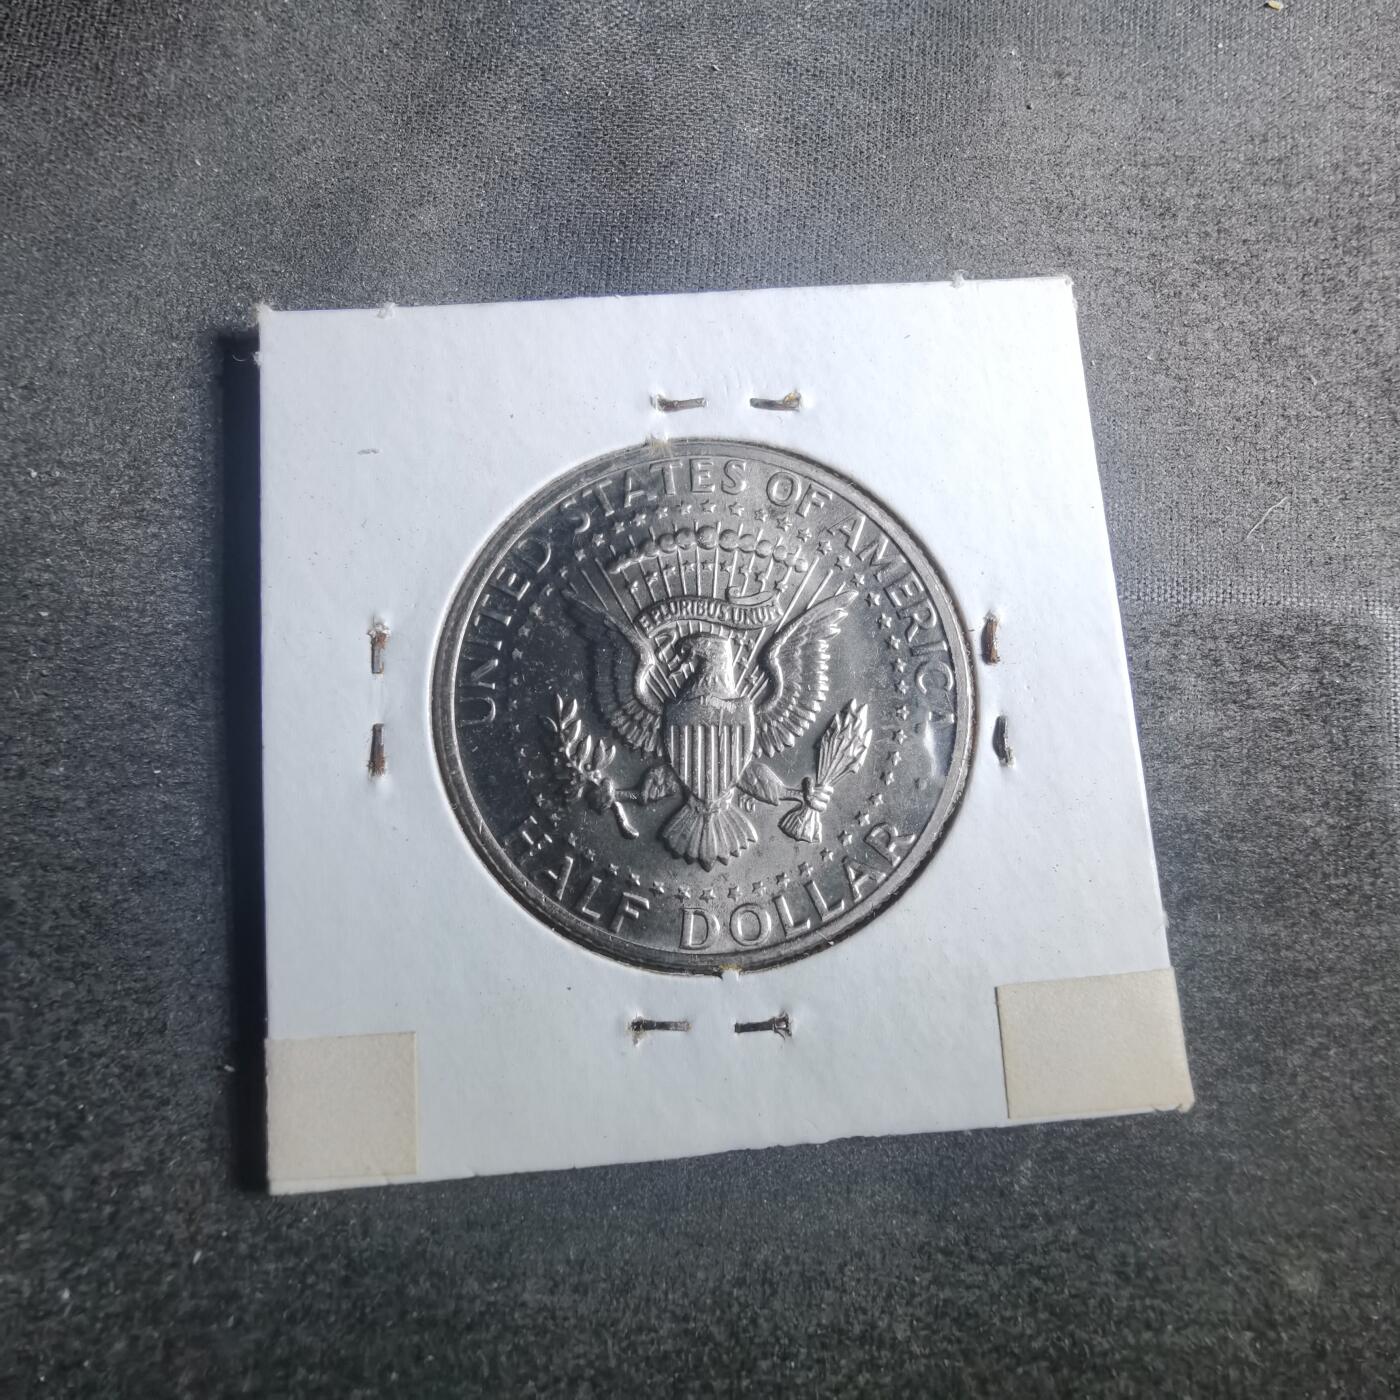 UNITED STATES OF AMERICA
E PLURIBUS UNUM
HALF DOLLAR